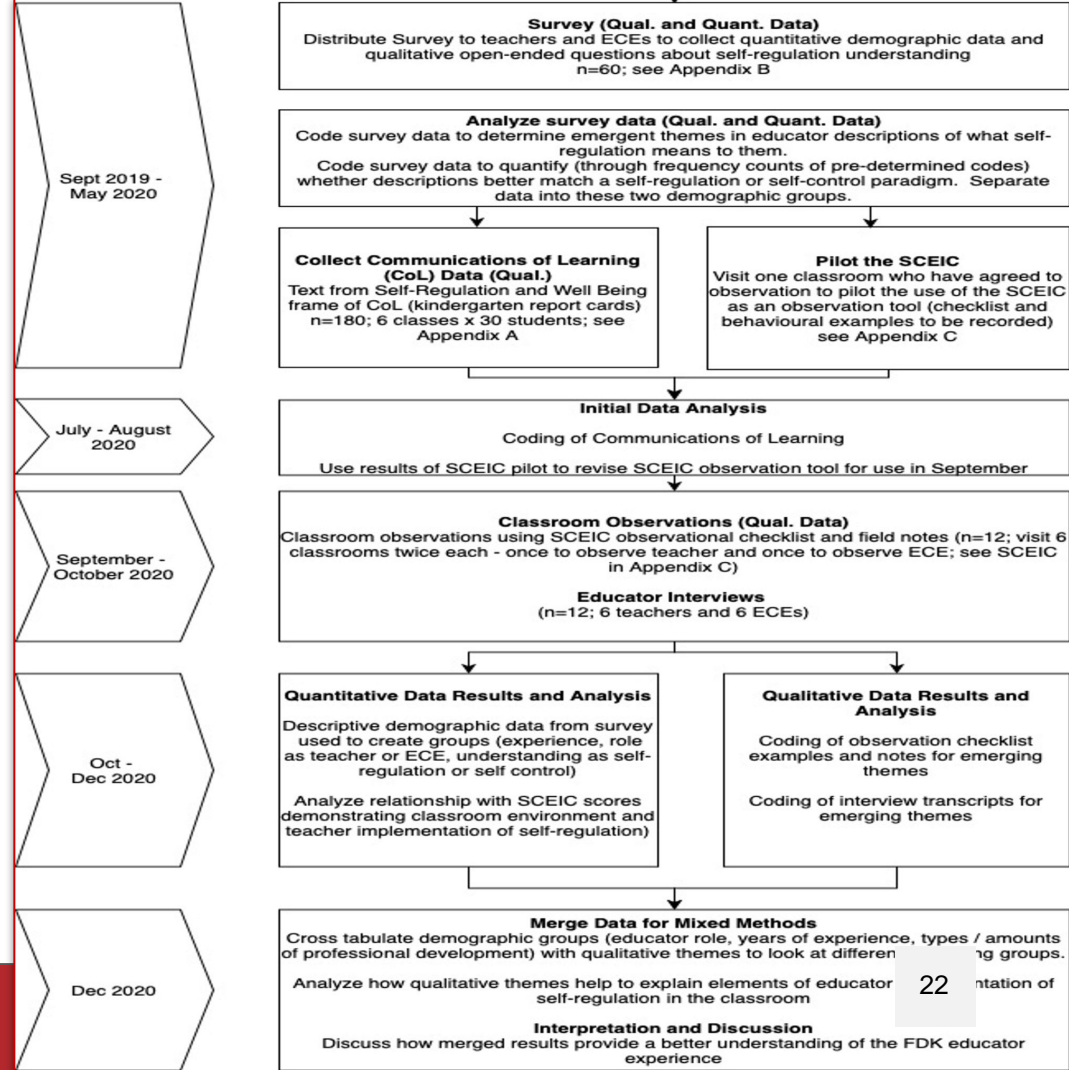 Survey (Qual. and Quant. Data)
Distribute Survey to teachers and ECEs to collect quantitative demographic data and
qualitative open-ended questions about self-regulation understanding
n=60; see Appendix B
Sept 2019 -
May 2020
Analyze survey data (Qual. and Quant. Data)
Code survey data to determine emergent themes in educator descriptions of what self-
regulation means to them.
Code survey data to quantify (through frequency counts of pre-determined codes)
whether descriptions better match a self-regulation or self-control paradigm. Separate
data into these two demographic groups.
Collect Communications of Learning
(CoL) Data (Qual.)
Text from Self-Regulation and Well Being
frame of CoL (kindergarten report cards)
n=180; 6 classes x 30 students; see
Appendix A
Pilot the SCEIC
Visit one classroom who have agreed to
observation to pilot the use of the SCEIC
as an observation tool (checklist and
behavioural examples to be recorded)
see Appendix C
July - August
2020
Initial Data Analysis
Coding of Communications of Learning
Use results of SCEIC pilot to revise SCEIC observation tool for use in September
September -
October 2020
Classroom Observations (Qual. Data)
Classroom observations using SCEIC observational checklist and field notes (n=12; visit 6
classrooms twice each - once to observe teacher and once to observe ECE; see SCEIC
in Appendix C)
Educator Interviews
(n=12; 6 teachers and 6 ECEs)
Oct -
Dec 2020
Quantitative Data Results and Analysis
Descriptive demographic data from survey
used to create groups (experience, role
as teacher or ECE, understanding as self-
regulation or self control)
Analyze relationship with SCEIC scores
demonstrating classroom environment and
teacher implementation of self-regulation)
Qualitative Data Results and
Analysis
Coding of observation checklist
examples and notes for emerging
themes
Coding of interview transcripts for
emerging themes
Dec 2020
Merge Data for Mixed Methods
Cross tabulate demographic groups (educator role, years of experience, types / amounts
of professional development) with qualitative themes to look at groups.
Analyze how qualitative themes help to explain elements of educator of
self-regulation in the classroom
Interpretation and Discussion
Discuss how merged results provide a better understanding of the FDK educator
experience
22